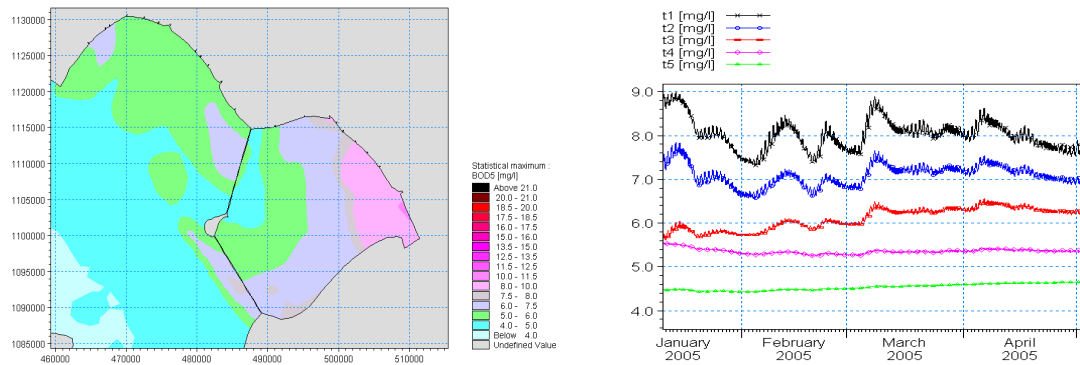 1130000
1125000
1120000
1115000
1110000
1105000
1100000
1095000
1090000
1085000
460000 470000 480000 490000 500000 510000
Statistical maximum :
BOD5 [mg/l]
Above 21.0
20.0 - 21.0
18.5 - 20.0
17.5 - 18.5
16.0 - 17.5
15.0 - 16.0
13.5 - 15.0
12.5 - 13.5
11.5 - 12.5
10.0 - 11.5
8.0 - 10.0
7.5 - 8.0
6.0 - 7.5
5.0 - 6.0
4.0 - 5.0
Below 4.0
Undefined Value
t1 [mg/l]
t2 [mg/l]
t3 [mg/l]
t4 [mg/l]
t5 [mg/l]
9.0
8.0
7.0
6.0
5.0
4.0
January February March April
2005 2005 2005 2005